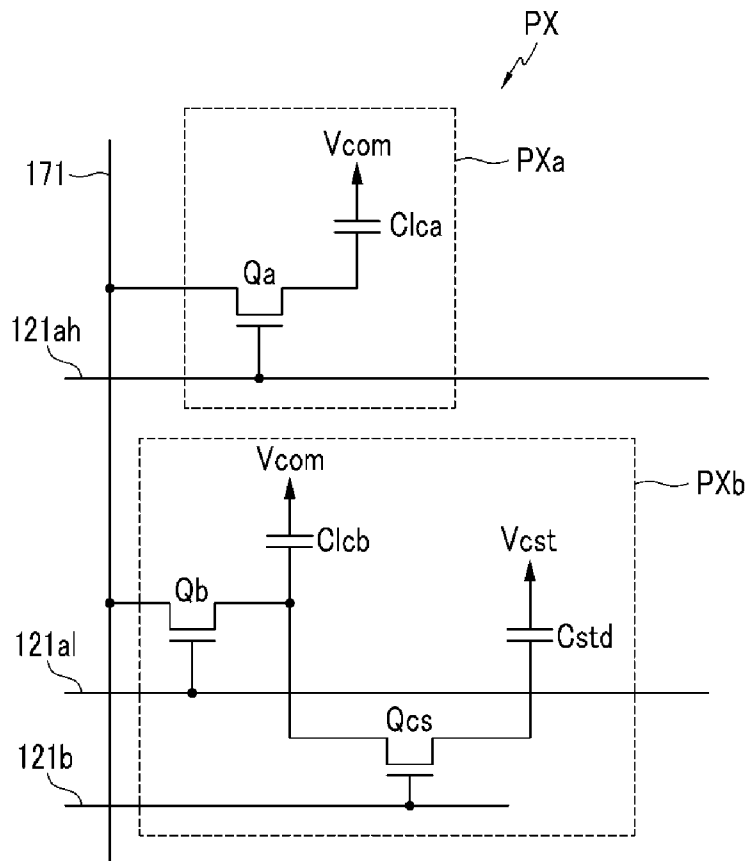 PX
Vcom
PXa
171
Clca
Qa
121ah
Vcom
PXb
Clcb
Vcst
Qb
Cstd
121al
Qcs
121b